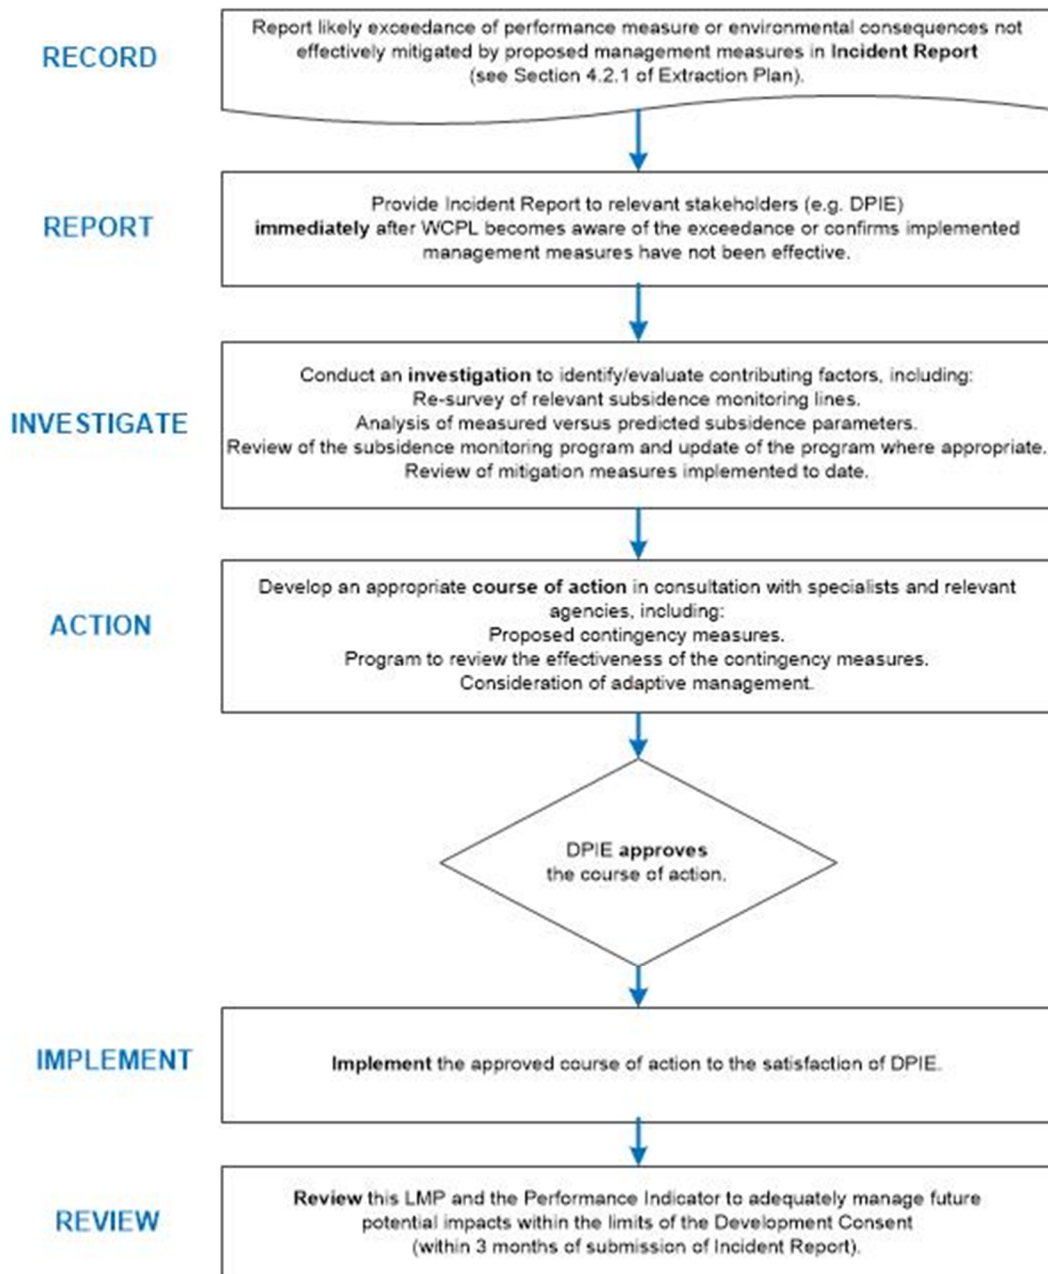 RECORD
Report likely exceedance of performance measure or environmental consequences not
effectively mitigated by proposed management measures in Incident Report
(see Section 4.2.1 of Extraction Plan).
REPORT
Provide Incident Report to relevant stakeholders (e.g. DPIE)
immediately after WCPL becomes aware of the exceedance or confirms implemented
management measures have not been effective.
INVESTIGATE
Conduct an investigation to identify/evaluate contributing factors, including:
Re-survey of relevant subsidence monitoring lines.
Analysis of measured versus predicted subsidence parameters.
Review of the subsidence monitoring program and update of the program where appropriate.
Review of mitigation measures implemented to date.
ACTION
Develop an appropriate course of action in consultation with specialists and relevant
agencies, including:
Proposed contingency measures.
Program to review the effectiveness of the contingency measures.
Consideration of adaptive management.
DPIE approves
the course of action.
IMPLEMENT
Implement the approved course of action to the satisfaction of DPIE.
REVIEW
Review this LMP and the Performance Indicator to adequately manage future
potential impacts within the limits of the Development Consent
(within 3 months of submission of Incident Report).